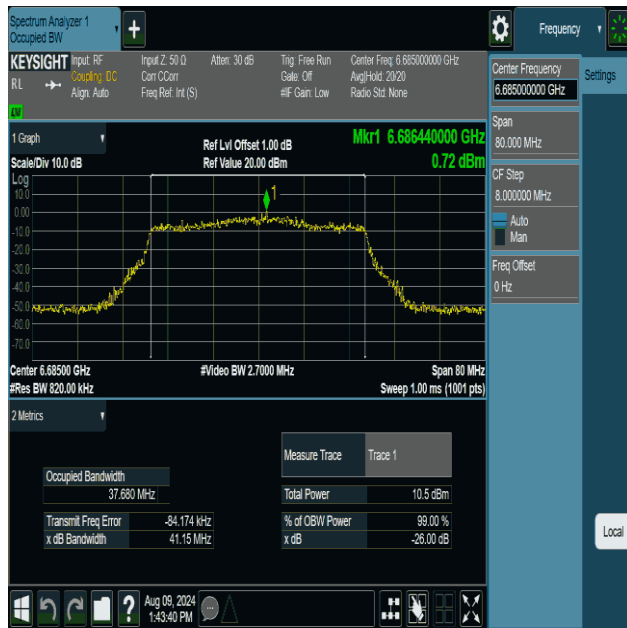 Spectrum Analyzer 1
Occupied BW
+
Frequency
KEYSIGHT
RL
Input: RF
Coupling: DC
Align: Auto
Input Z: 50 Ω
Corr CCorr
Freq Ref: Int (S)
Atten: 30 dB
Trig: Free Run
Gate: Off
#IF Gain: Low
Center Freq: 6.685000000 GHz
Avg|Hold: 20/20
Radio Std: None
Center Frequency
6.685000000 GHz
Settings
Span
80.000 MHz
CF Step
8.000000 MHz
Auto
Man
Freq Offset
0 Hz
Local
1 Graph
Scale/Div 10.0 dB
Ref Lvl Offset 1.00 dB
Ref Value 20.00 dBm
Mkr1 6.686440000 GHz
0.72 dBm
Log
10.0
0.00
-10.0
-20.0
-30.0
-40.0
-50.0
-60.0
-70.0
1
Center 6.68500 GHz
#Res BW 820.00 kHz
#Video BW 2.7000 MHz
Span 80 MHz
Sweep 1.00 ms (1001 pts)
2 Metrics
Measure Trace Trace 1
Occupied Bandwidth
37.680 MHz
Total Power 10.5 dBm
Transmit Freq Error -84.174 kHz
% of OBW Power 99.00 %
x dB Bandwidth 41.15 MHz
x dB -26.00 dB
?
Aug 09, 2024
1:43:40 PM